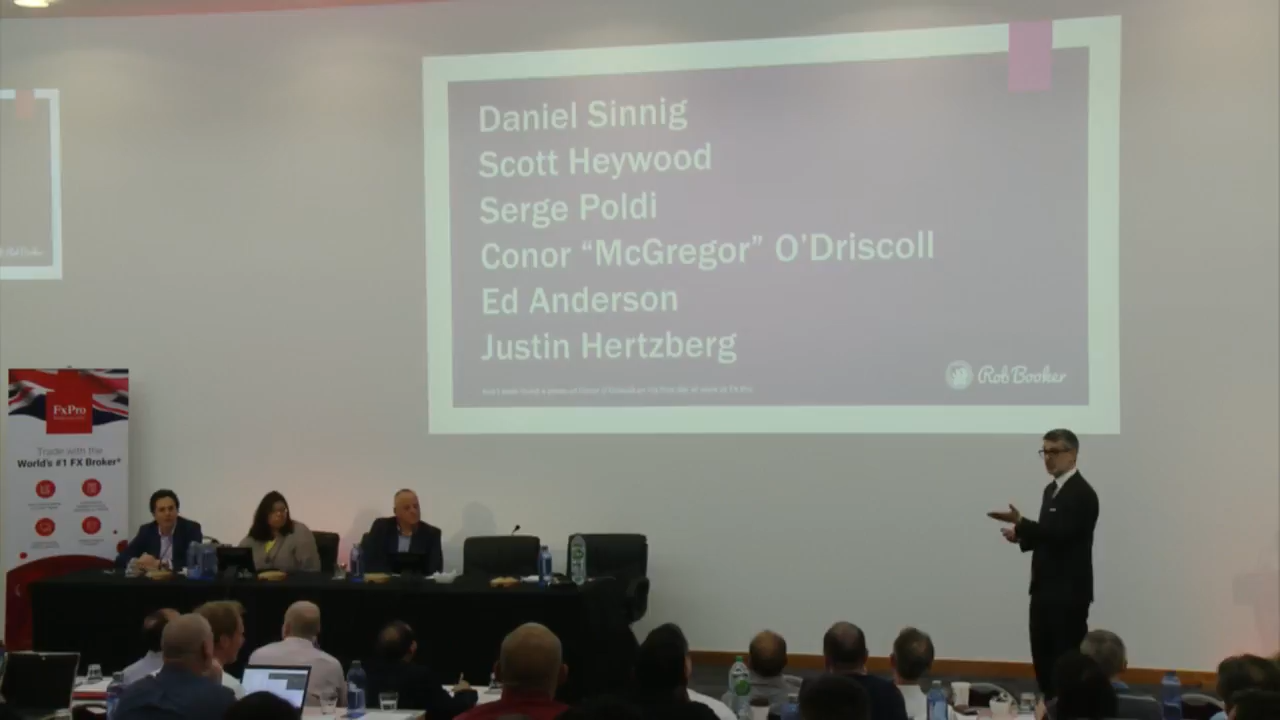 Daniel Sinnig
Scott Heywood
Serge Poldi
Conor “McGregor” O’Driscoll
Ed Anderson
Justin Hertzberg
Rob Booker
FxPro
Trade with the
World's #1 FX Broker*